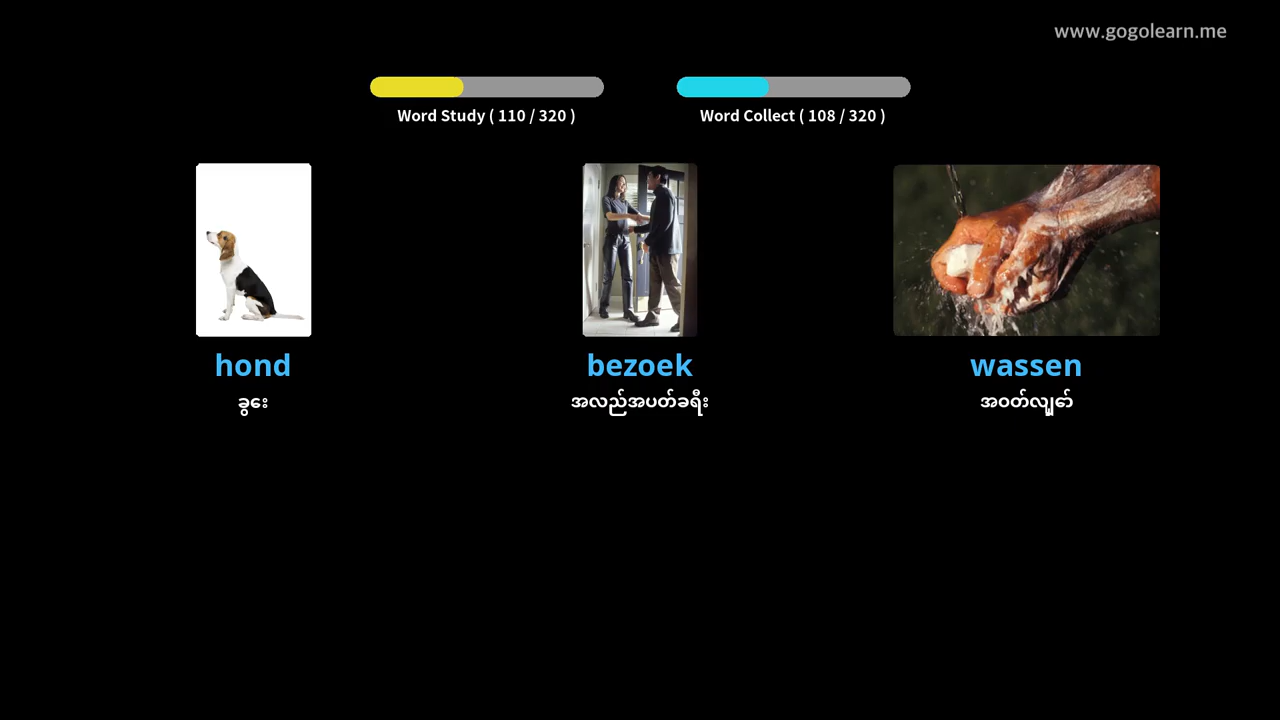 www.gogolearn.me
Word Study ( 110 / 320 )
Word Collect ( 108 / 320 )
hond
bezoek
wassen
ခွေး
အလည်အပတ်ခရီး
အဝတ်လျှော်